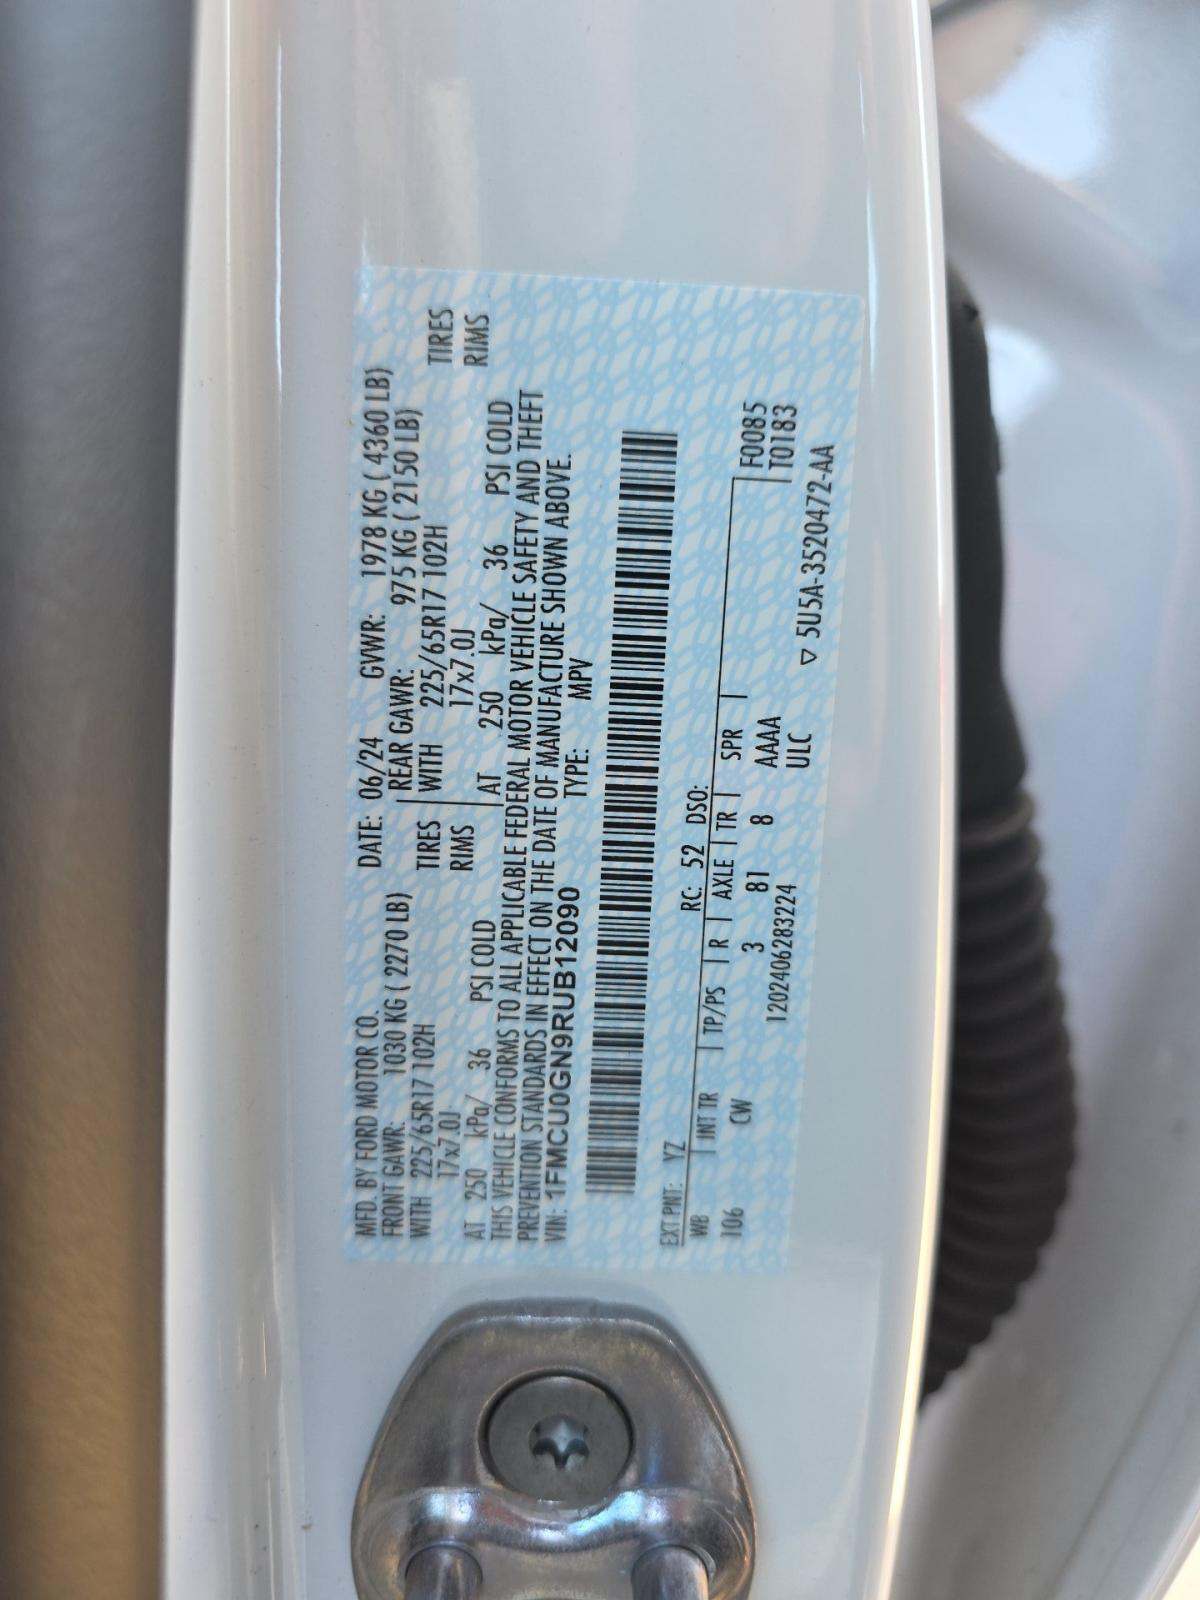 MFD. BY FORD MOTOR CO. DATE: 06/24 GVWR: 1978 KG ( 4360 LB)
FRONT GAWR: 1030 KG ( 2270 LB) REAR GAWR: 975 KG ( 2150 LB)
WITH 225/65R17 102H TIRES WITH 225/65R17 102H TIRES
17x7.0J RIMS 17x7.0J RIMS
AT 250 kPa/ 36 PSI COLD AT 250 kPa/ 36 PSI COLD
THIS VEHICLE CONFORMS TO ALL APPLICABLE FEDERAL MOTOR VEHICLE SAFETY AND THEFT
PREVENTION STANDARDS IN EFFECT ON THE DATE OF MANUFACTURE SHOWN ABOVE.
VIN: 1FMCU0GN9RUB12090 TYPE: MPV
EXT PNT: YZ RC: 52 DSO:
WB INT TR TP/PS R AXLE TR SPR F0085
106 CW 3 81 8 AAAA T0183
1202406283224 ULC
▽ 5U5A-3520472-AA